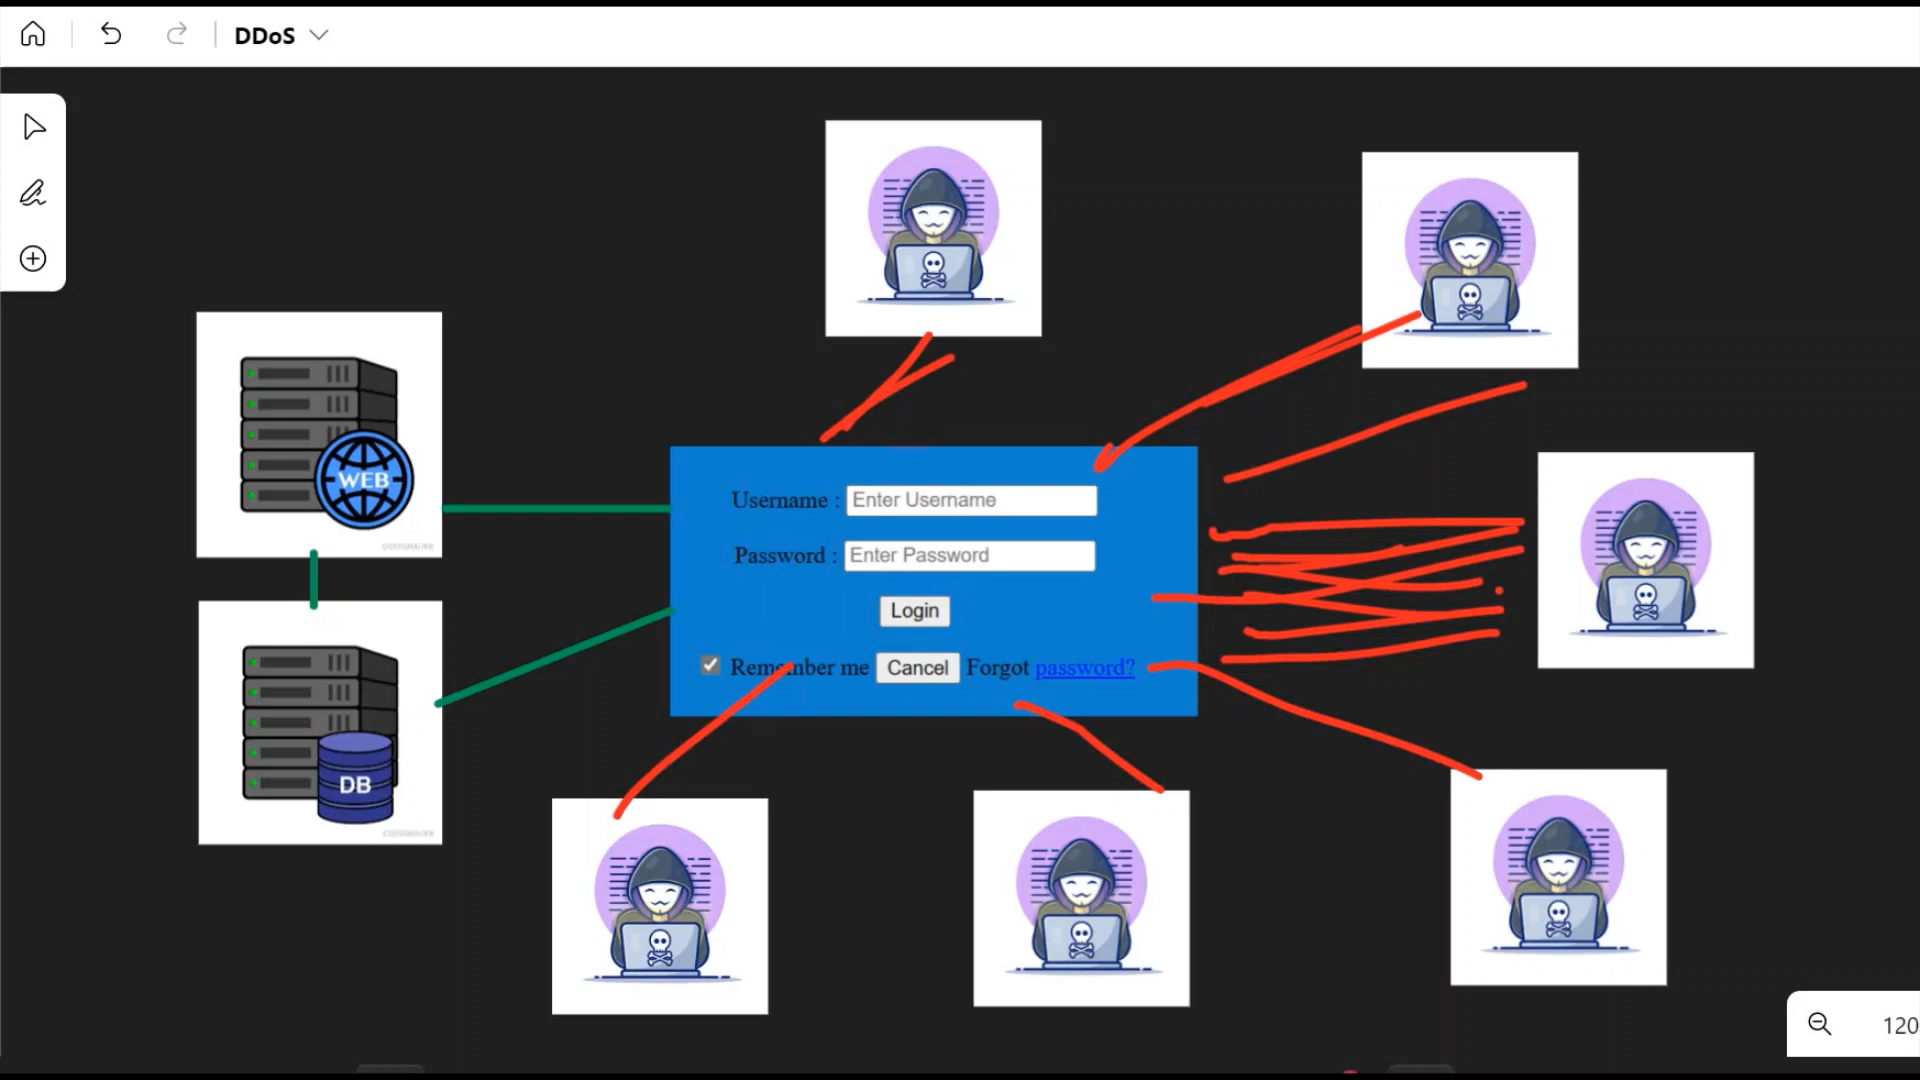 DDoS
WEB
Username : Enter Username
Password : Enter Password
Login
Remember me Cancel Forgot password?
DB
120